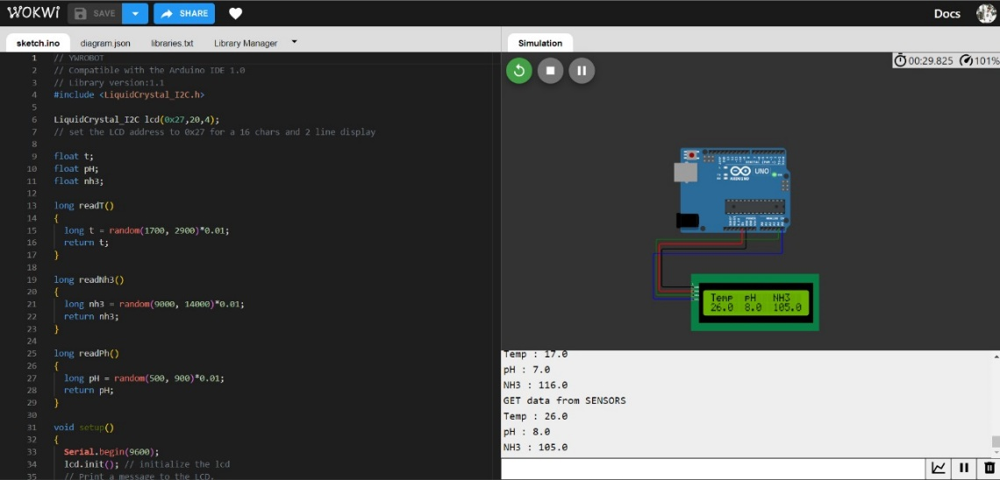 WOKWi SAVE SHARE Docs
sketch.ino diagram.json libraries.txt Library Manager
1 // YWROBOT
2 // Compatible with the Arduino IDE 1.0
3 // Library version:1.1
4 #include <LiquidCrystal_I2C.h>
5
6 LiquidCrystal_I2C lcd(0x27,20,4);
7 // set the LCD address to 0x27 for a 16 chars and 2 line display
8
9 float t;
10 float pH;
11 float nh3;
12
13 long readT()
14 {
15 long t = random(1700, 2900)*0.01;
16 return t;
17 }
18
19 long readNh3()
20 {
21 long nh3 = random(9000, 14000)*0.01;
22 return nh3;
23 }
24
25 long readPh()
26 {
27 long pH = random(500, 900)*0.01;
28 return pH;
29 }
30
31 void setup()
32 {
33 Serial.begin(9600);
34 lcd.init(); // initialize the lcd
35 // Print a message to the LCD.
Simulation
00:29.825 101%
UNO
ARDUINO
Temp pH NH3
26.0 8.0 105.0
Temp : 17.0
pH : 7.0
NH3 : 116.0
GET data from SENSORS
Temp : 26.0
pH : 8.0
NH3 : 105.0